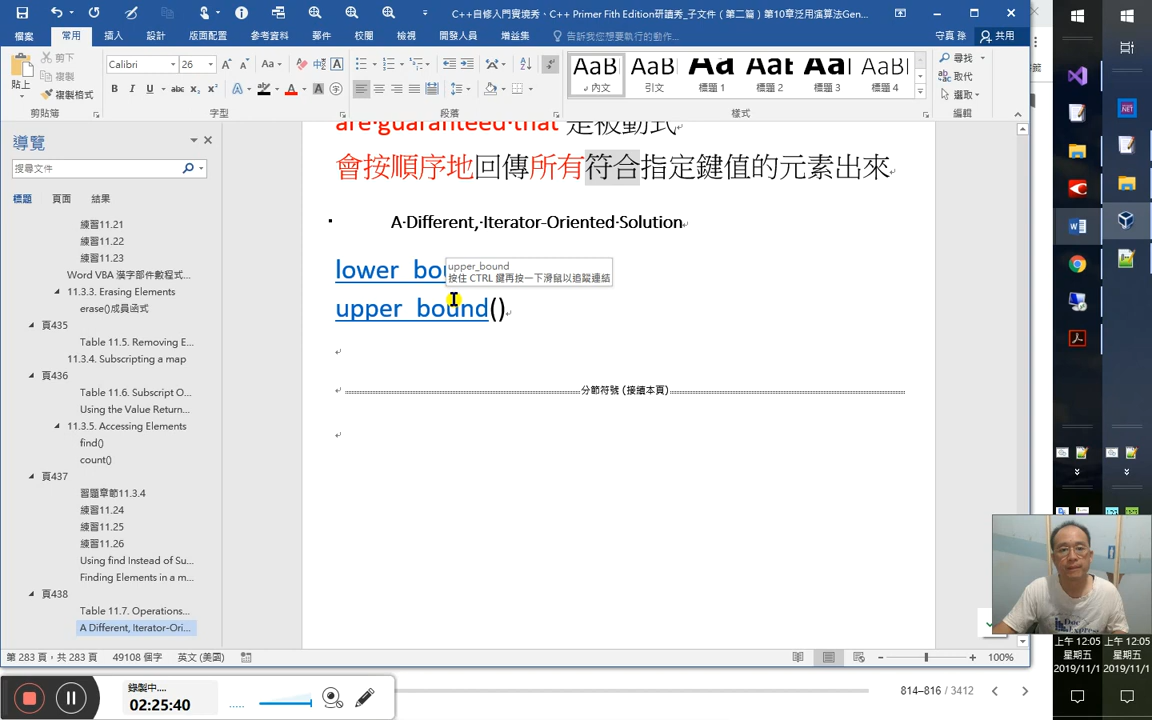 C++自修入門實境秀、C++ Primer Fith Edition研讀秀_子文件（第二篇）第10章泛用演算法Gen...
檔案 常用 插入 設計 版面配置 參考資料 郵件 校閱 檢視 開發人員 增益集 告訴我您想要執行的動作... 守真 孫 共用
貼上
剪下
複製
複製格式
剪貼簿
Calibri 26
字型
段落
AaB AaBb AaB AaBb AaB AaBb
內文 引文 標題 1 標題 2 標題 3 標題 4
樣式
尋找
取代
選取
編輯
導覽
搜尋文件
標題 頁面 結果
練習11.21
練習11.22
練習11.23
Word VBA 漢字部件數程式...
11.3.3. Erasing Elements
erase()成員函式
頁435
Table 11.5. Removing E...
11.3.4. Subscripting a map
頁436
Table 11.6. Subscript O...
Using the Value Return...
11.3.5. Accessing Elements
find()
count()
頁437
習題章節11.3.4
練習11.24
練習11.25
練習11.26
Using find Instead of Su...
Finding Elements in a m...
頁438
Table 11.7. Operations...
A Different, Iterator-Ori...
are guaranteed that 是被動式
會按順序地回傳所有符合指定鍵值的元素出來
A Different, Iterator-Oriented Solution
lower_bou
upper_bound
按住 CTRL 鍵再按一下滑鼠以追蹤連結
upper_bound()
分節符號 (接續本頁)
第 283 頁，共 283 頁 49108 個字 英文 (美國) 100%
錄製中....
02:25:40
814–816 / 3412
上午 12:05 上午 12:05
星期五 星期五
2019/11/1 2019/11/1